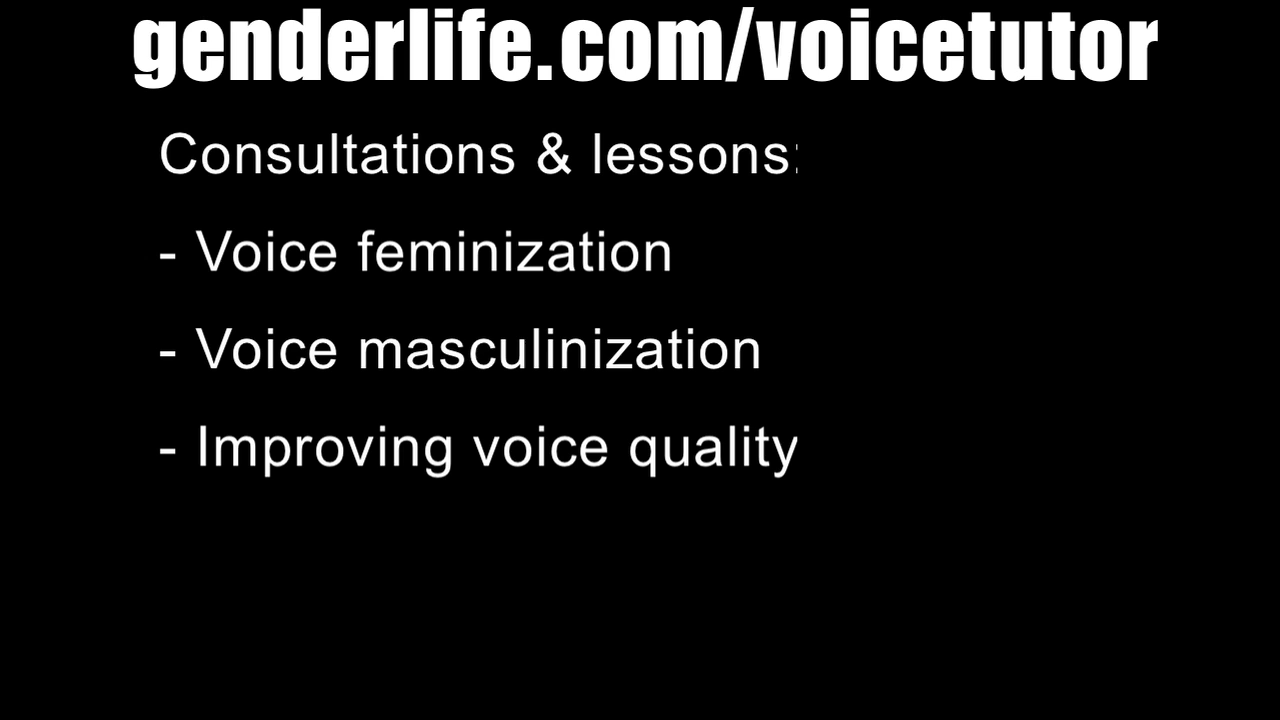 genderlife.com/voicetutor
Consultations & lessons:
- Voice feminization
- Voice masculinization
- Improving voice quality